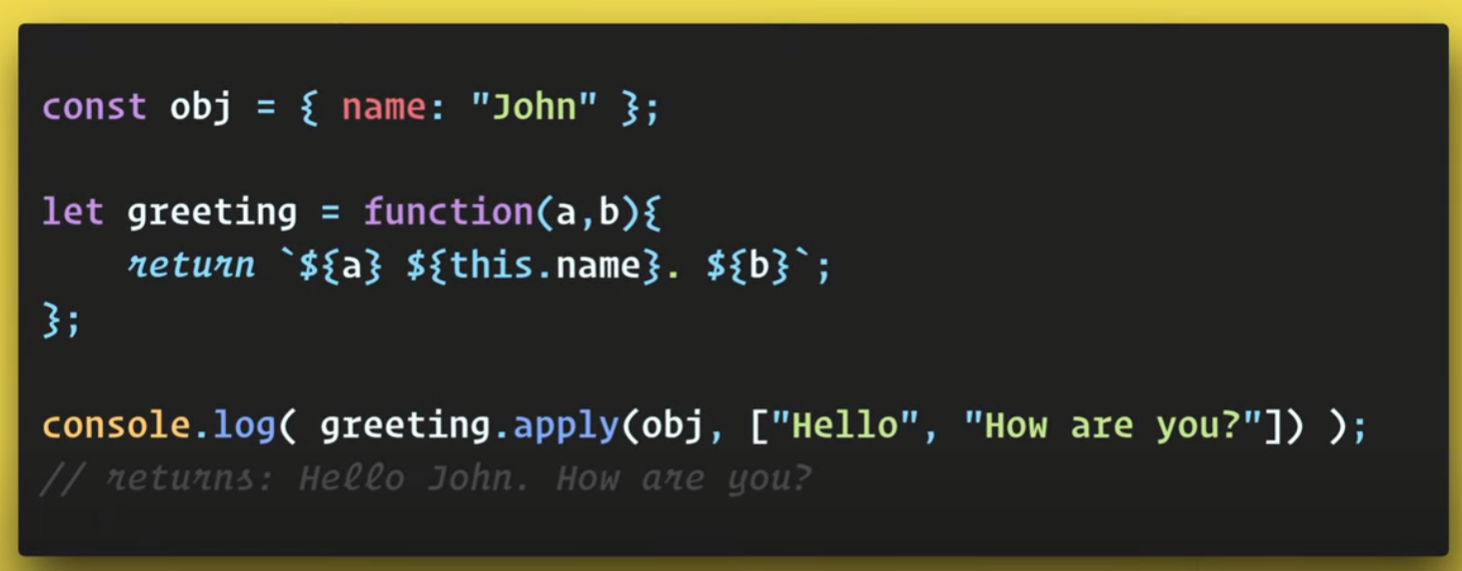 const obj = { name: "John" };
let greeting = function(a,b){
return `${a} ${this.name}. ${b}`;
};
console.log( greeting.apply(obj, ["Hello", "How are you?"]) );
// returns: Hello John. How are you?